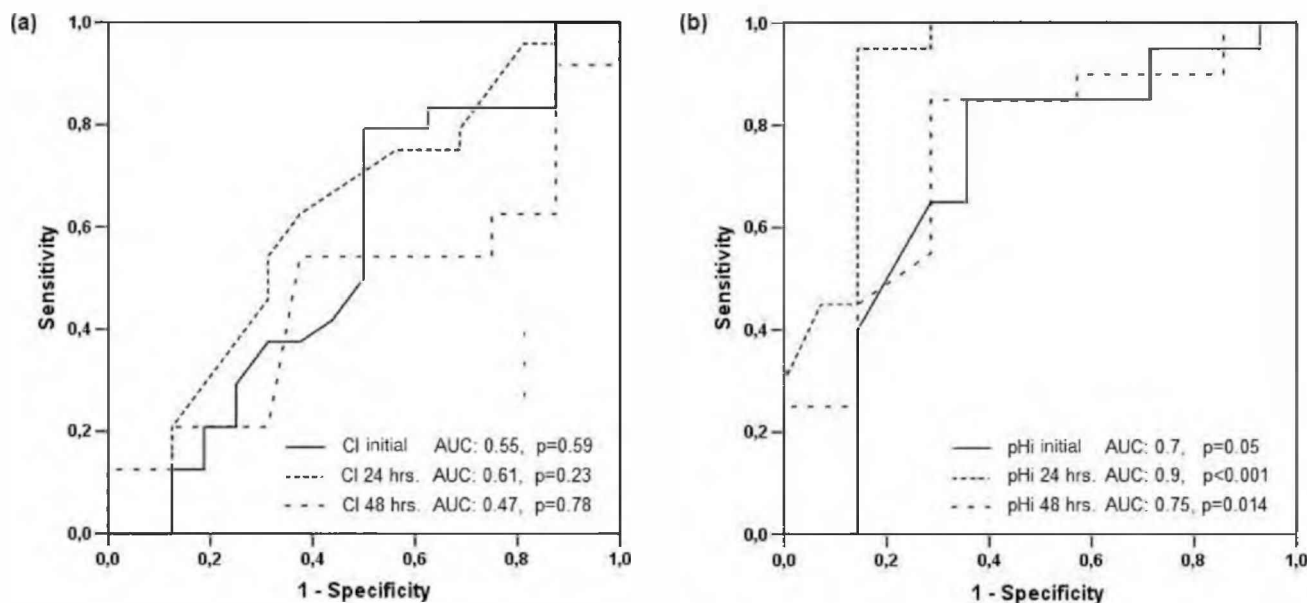 (a)
1,0
0,8
0,6
0,4
0,2
0,0
Sensitivity
0,2 0,4 0,6 0,8 1,0
1 - Specificity
CI initial AUC: 0.55, p=0.59
CI 24 hrs. AUC: 0.61, p=0.23
CI 48 hrs. AUC: 0.47, p=0.78
(b)
1,0
0,8
0,6
0,4
0,2
0,0
Sensitivity
0,0 0,2 0,4 0,6 0,8 1,0
1 - Specificity
pHi initial AUC: 0.7, p=0.05
pHi 24 hrs. AUC: 0.9, p<0.001
pHi 48 hrs. AUC: 0.75, p=0.014